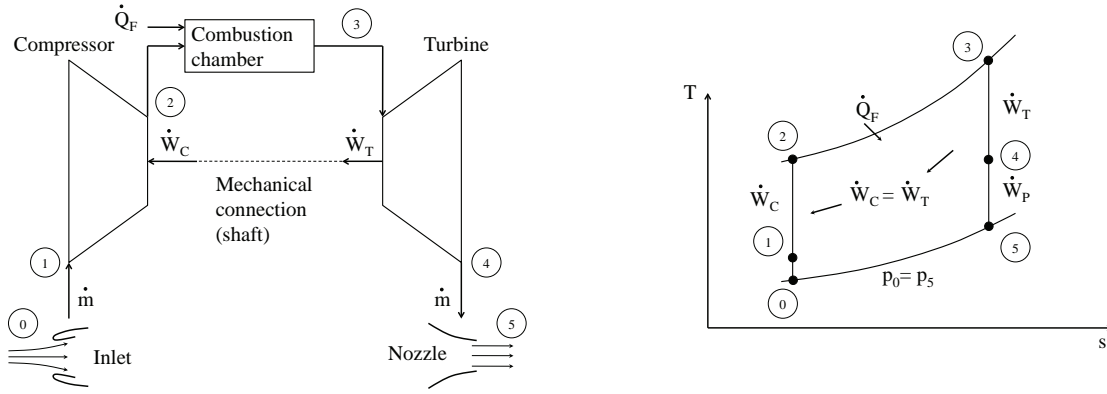 Q̇F
Compressor
Combustion
chamber
3
Turbine
2
ẆC
ẆT
Mechanical
connection
(shaft)
1
4
ṁ
ṁ
0
Inlet
Nozzle
5
T
3
Q̇F
ẆT
2
4
ẆC
ẆC = ẆT
ẆP
1
5
p0= p5
0
s